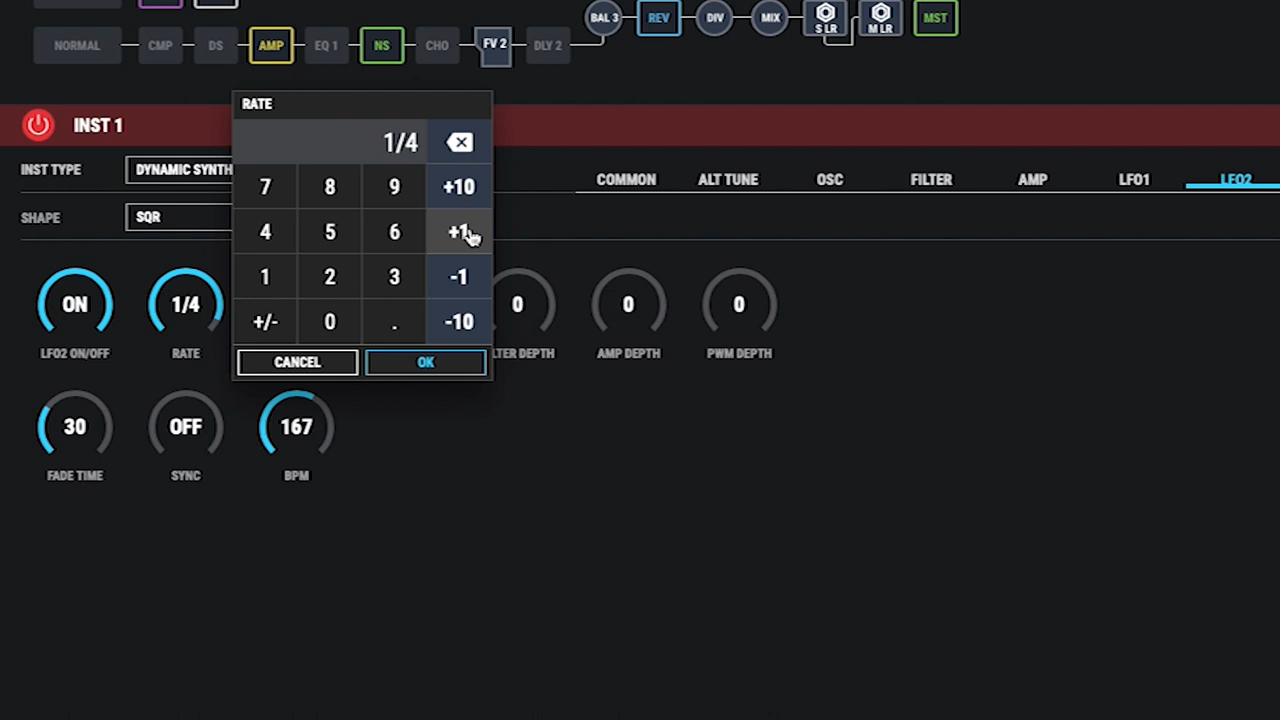 BAL 3 REV DIV MIX S LR M LR MST
NORMAL CMP DS AMP EQ 1 NS CHO FV 2 DLY 2
RATE
INST 1
1/4
INST TYPE DYNAMIC SYNTH
COMMON ALT TUNE OSC FILTER AMP LFO1 LFO2
7 8 9 +10
SHAPE SQR
4 5 6 +1
1 2 3 -1
+/- 0 . -10
CANCEL OK
ON 1/4 0 0 0
LFO2 ON/OFF RATE LTER DEPTH AMP DEPTH PWM DEPTH
30 OFF 167
FADE TIME SYNC BPM